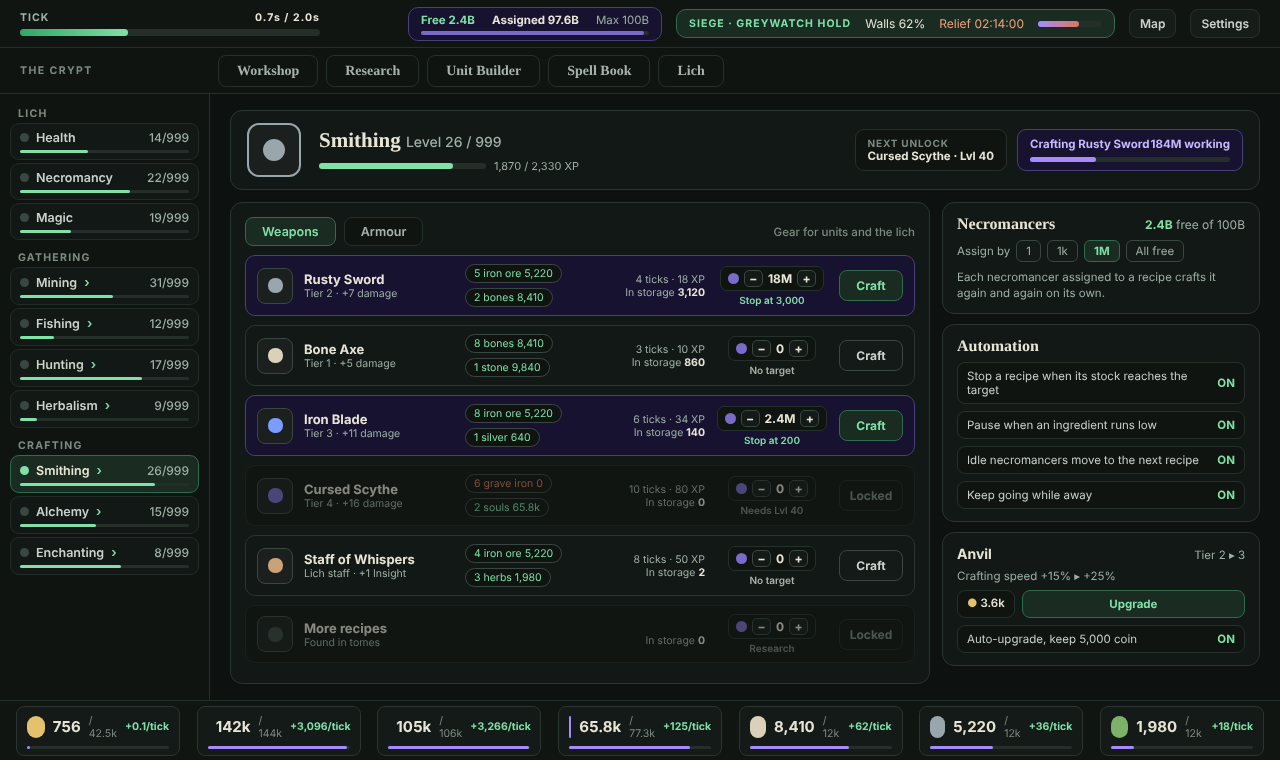 TICK 0.7s / 2.0s
Free 2.4B Assigned 97.6B Max 100B
SIEGE · GREYWATCH HOLD Walls 62% Relief 02:14:00
Map
Settings
THE CRYPT
Workshop
Research
Unit Builder
Spell Book
Lich
LICH
Health 14/999
Necromancy 22/999
Magic 19/999
GATHERING
Mining › 31/999
Fishing › 12/999
Hunting › 17/999
Herbalism › 9/999
CRAFTING
Smithing › 26/999
Alchemy › 15/999
Enchanting › 8/999
Smithing Level 26 / 999
1,870 / 2,330 XP
NEXT UNLOCK
Cursed Scythe · Lvl 40
Crafting Rusty Sword 184M working
Weapons
Armour
Gear for units and the lich
Rusty Sword
Tier 2 · +7 damage
5 iron ore 5,220
2 bones 8,410
4 ticks · 18 XP
In storage 3,120
− 18M +
Stop at 3,000
Craft
Bone Axe
Tier 1 · +5 damage
8 bones 8,410
1 stone 9,840
3 ticks · 10 XP
In storage 860
− 0 +
No target
Craft
Iron Blade
Tier 3 · +11 damage
8 iron ore 5,220
1 silver 640
6 ticks · 34 XP
In storage 140
− 2.4M +
Stop at 200
Craft
Cursed Scythe
Tier 4 · +16 damage
6 grave iron 0
2 souls 65.8k
10 ticks · 80 XP
In storage 0
− 0 +
Needs Lvl 40
Locked
Staff of Whispers
Lich staff · +1 Insight
4 iron ore 5,220
3 herbs 1,980
8 ticks · 50 XP
In storage 2
− 0 +
No target
Craft
More recipes
Found in tomes
In storage 0
− 0 +
Research
Locked
Necromancers 2.4B free of 100B
Assign by 1 1k 1M All free
Each necromancer assigned to a recipe crafts it
again and again on its own.
Automation
Stop a recipe when its stock reaches the
target
ON
Pause when an ingredient runs low ON
Idle necromancers move to the next recipe ON
Keep going while away ON
Anvil Tier 2 ▸ 3
Crafting speed +15% ▸ +25%
3.6k Upgrade
Auto-upgrade, keep 5,000 coin ON
756 / 42.5k +0.1/tick
142k / 144k +3,096/tick
105k / 106k +3,266/tick
65.8k / 77.3k +125/tick
8,410 / 12k +62/tick
5,220 / 12k +36/tick
1,980 / 12k +18/tick